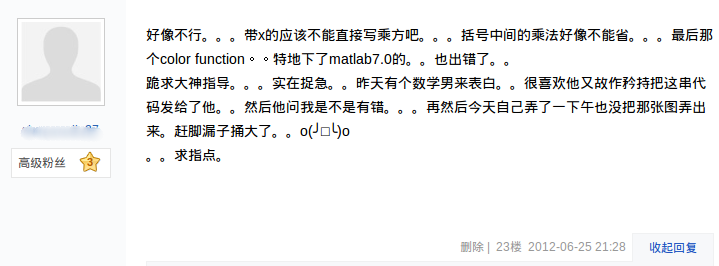 好像不行。。。带x的应该不能直接写乘方吧。。。括号中间的乘法好像不能省。。。最后那
个color function。。特地下了matlab7.0的。。也出错了。。
跪求大神指导。。。实在捉急。。昨天有个数学男来表白。。很喜欢他又故作矜持把这串代
码发给了他。。然后他问我是不是有错。。。再然后今天自己弄了一下午也没把那张图弄出
来。赶脚漏子捅大了。。o(╯□╰)o
。。求指点。
高级粉丝 3
删除 | 23楼 2012-06-25 21:28 收起回复